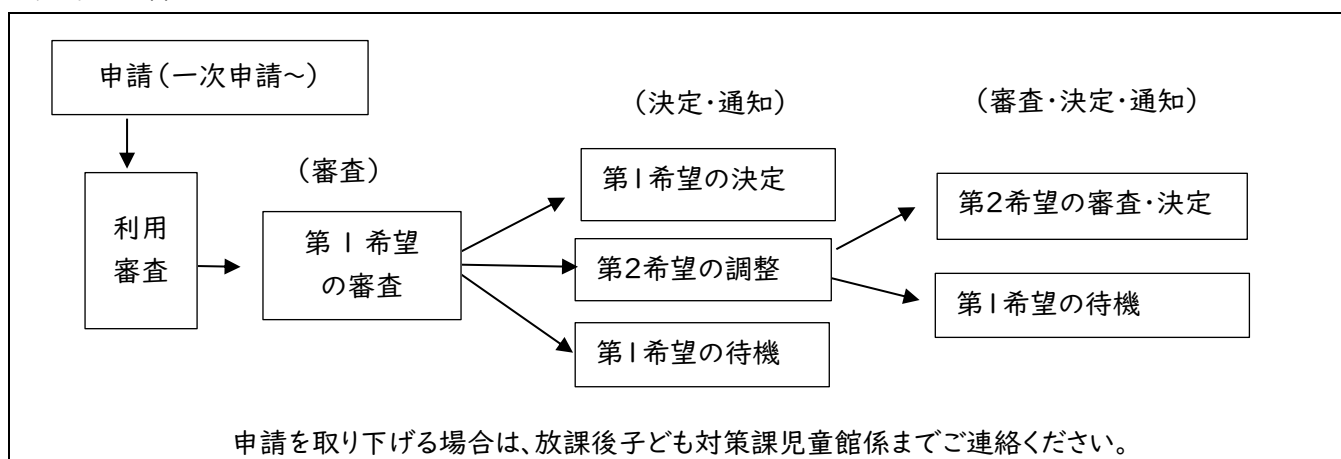 申請（一次申請～）
（決定・通知）
（審査・決定・通知）
利用
審査
（審査）
第１希望
の審査
第1希望の決定
第2希望の調整
第1希望の待機
第2希望の審査・決定
第1希望の待機
申請を取り下げる場合は、放課後子ども対策課児童館係までご連絡ください。